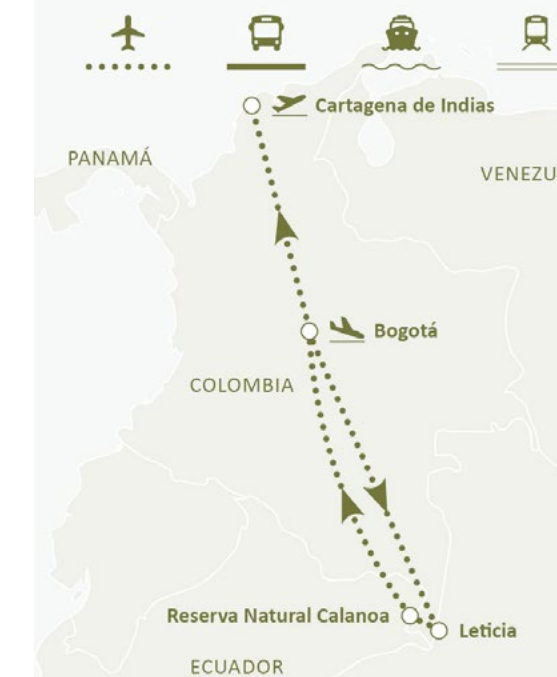 Cartagena de Indias
PANAMÁ
VENEZU
Bogotá
COLOMBIA
Reserva Natural Calanoa
Leticia
ECUADOR